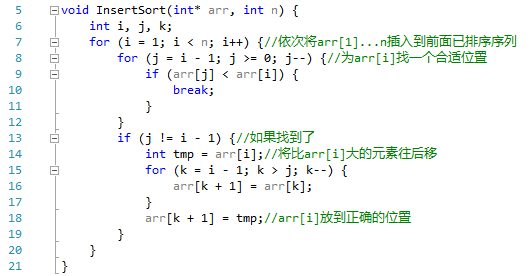 5 void InsertSort(int* arr, int n) {
6 int i, j, k;
7 for (i = 1; i < n; i++) {//依次将arr[1]...n插入到前面已排序序列
8 for (j = i - 1; j >= 0; j--) {//为arr[i]找一个合适位置
9 if (arr[j] < arr[i]) {
10 break;
11 }
12 }
13 if (j != i - 1) {//如果找到了
14 int tmp = arr[i];//将比arr[i]大的元素往后移
15 for (k = i - 1; k > j; k--) {
16 arr[k + 1] = arr[k];
17 }
18 arr[k + 1] = tmp;//arr[i]放到正确的位置
19 }
20 }
21 }